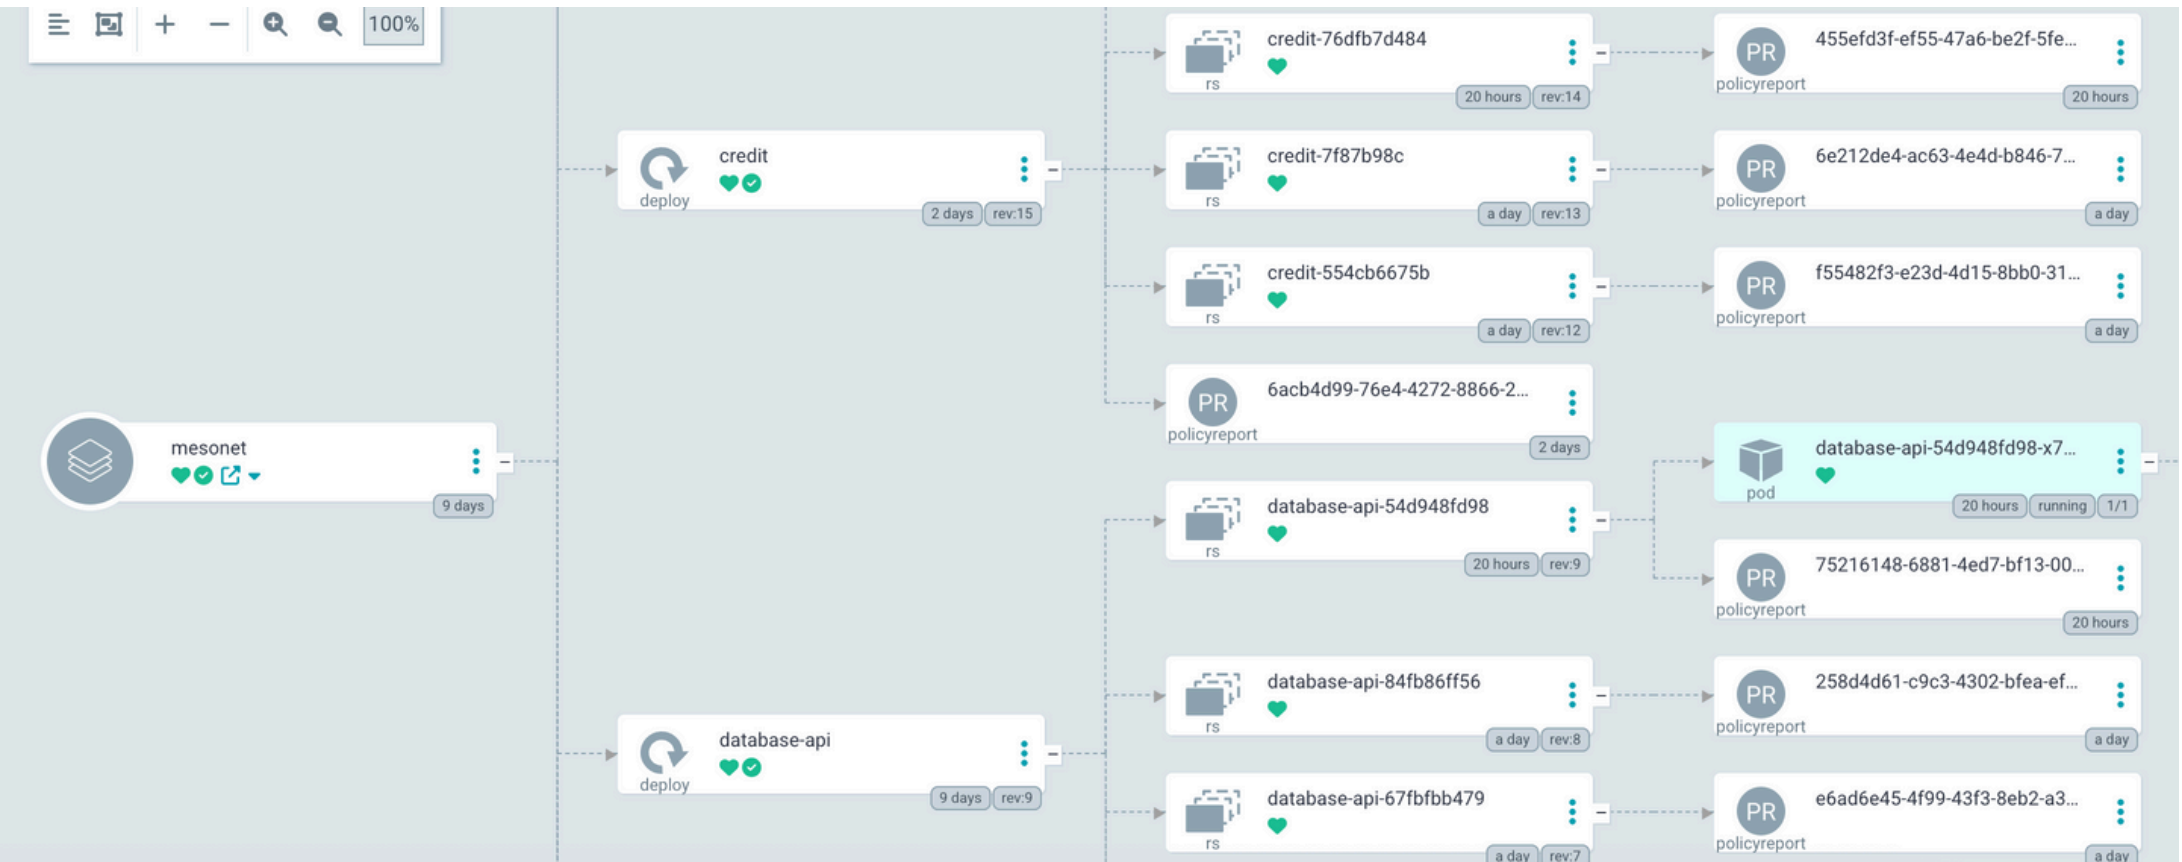 100%
credit-76dfb7d484
rs
20 hours rev:14
PR
455efd3f-ef55-47a6-be2f-5fe...
policyreport
20 hours
credit
deploy
2 days rev:15
credit-7f87b98c
rs
a day rev:13
PR
6e212de4-ac63-4e4d-b846-7...
policyreport
a day
credit-554cb6675b
rs
a day rev:12
PR
f55482f3-e23d-4d15-8bb0-31...
policyreport
a day
PR
6acb4d99-76e4-4272-8866-2...
policyreport
2 days
mesonet
9 days
database-api-54d948fd98-x7...
pod
20 hours running 1/1
database-api-54d948fd98
rs
20 hours rev:9
PR
75216148-6881-4ed7-bf13-00...
policyreport
20 hours
database-api-84fb86ff56
rs
a day rev:8
PR
258d4d61-c9c3-4302-bfea-ef...
policyreport
a day
database-api
deploy
9 days rev:9
database-api-67fbfbb479
rs
a day rev:7
PR
e6ad6e45-4f99-43f3-8eb2-a3...
policyreport
a day